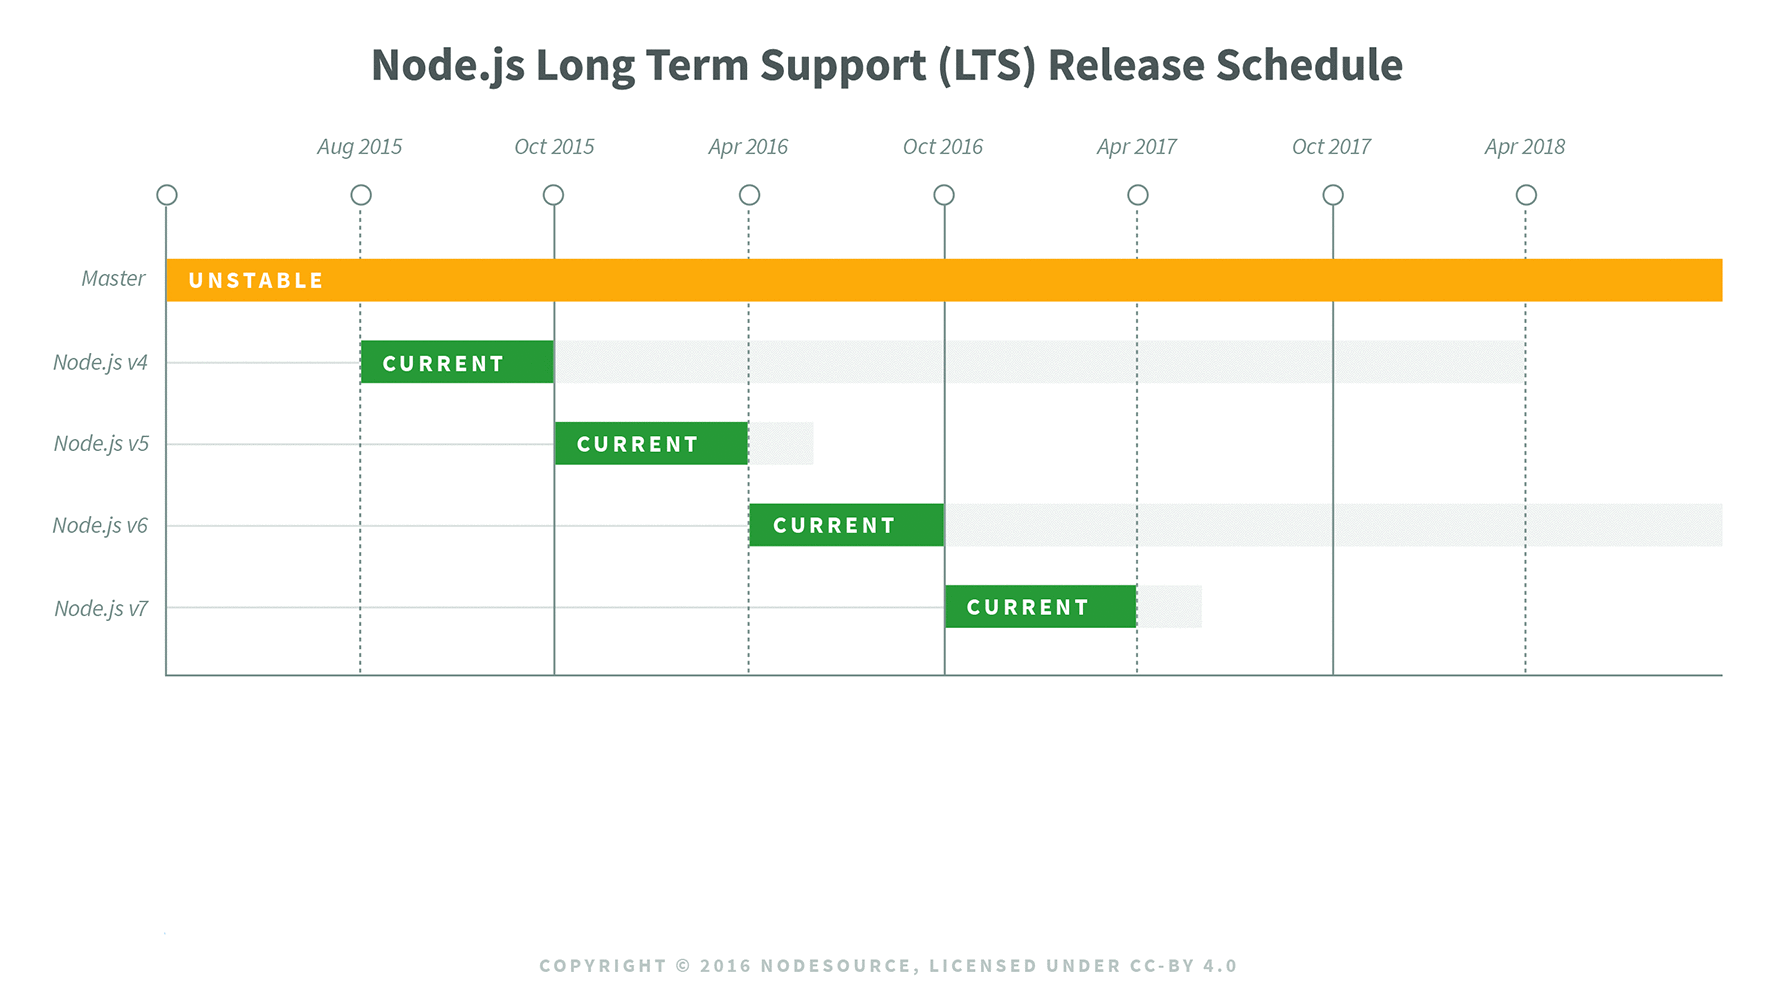 Node.js Long Term Support (LTS) Release Schedule
Aug 2015 Oct 2015 Apr 2016 Oct 2016 Apr 2017 Oct 2017 Apr 2018
Master UNSTABLE
Node.js v4 CURRENT
Node.js v5 CURRENT
Node.js v6 CURRENT
Node.js v7 CURRENT
COPYRIGHT © 2016 NODESOURCE, LICENSED UNDER CC-BY 4.0